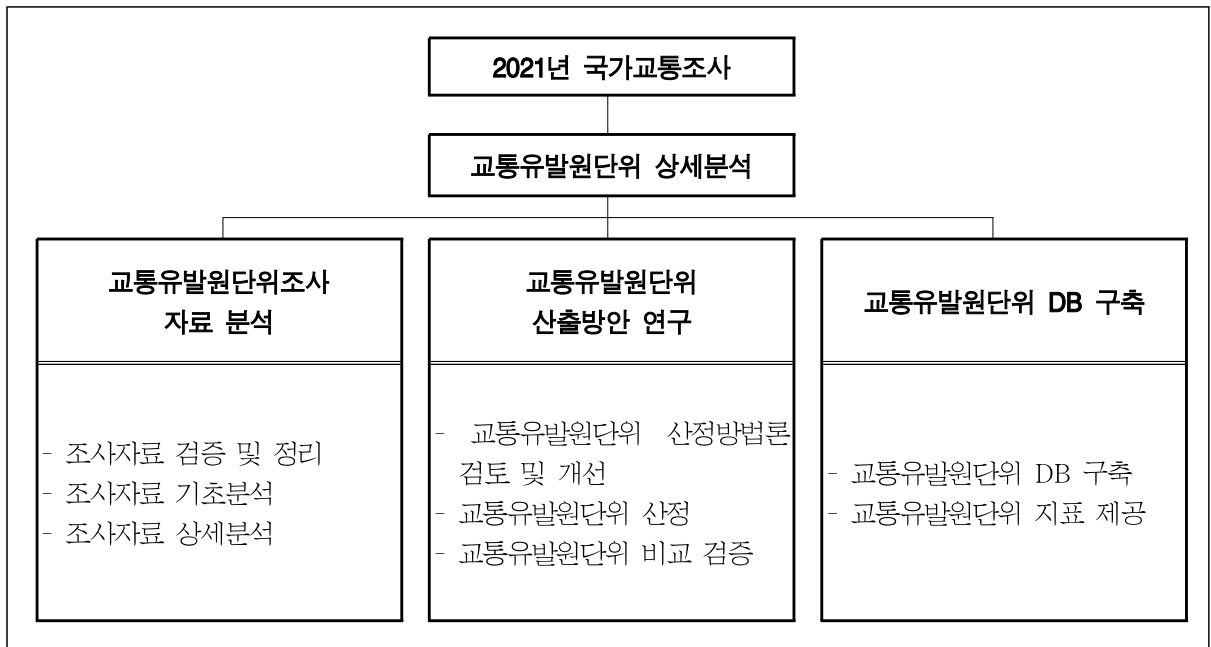 2021년 국가교통조사
교통유발원단위 상세분석
교통유발원단위조사
자료 분석
- 조사자료 검증 및 정리
- 조사자료 기초분석
- 조사자료 상세분석
교통유발원단위
산출방안 연구
- 교통유발원단위 산정방법론
검토 및 개선
- 교통유발원단위 산정
- 교통유발원단위 비교 검증
교통유발원단위 DB 구축
- 교통유발원단위 DB 구축
- 교통유발원단위 지표 제공